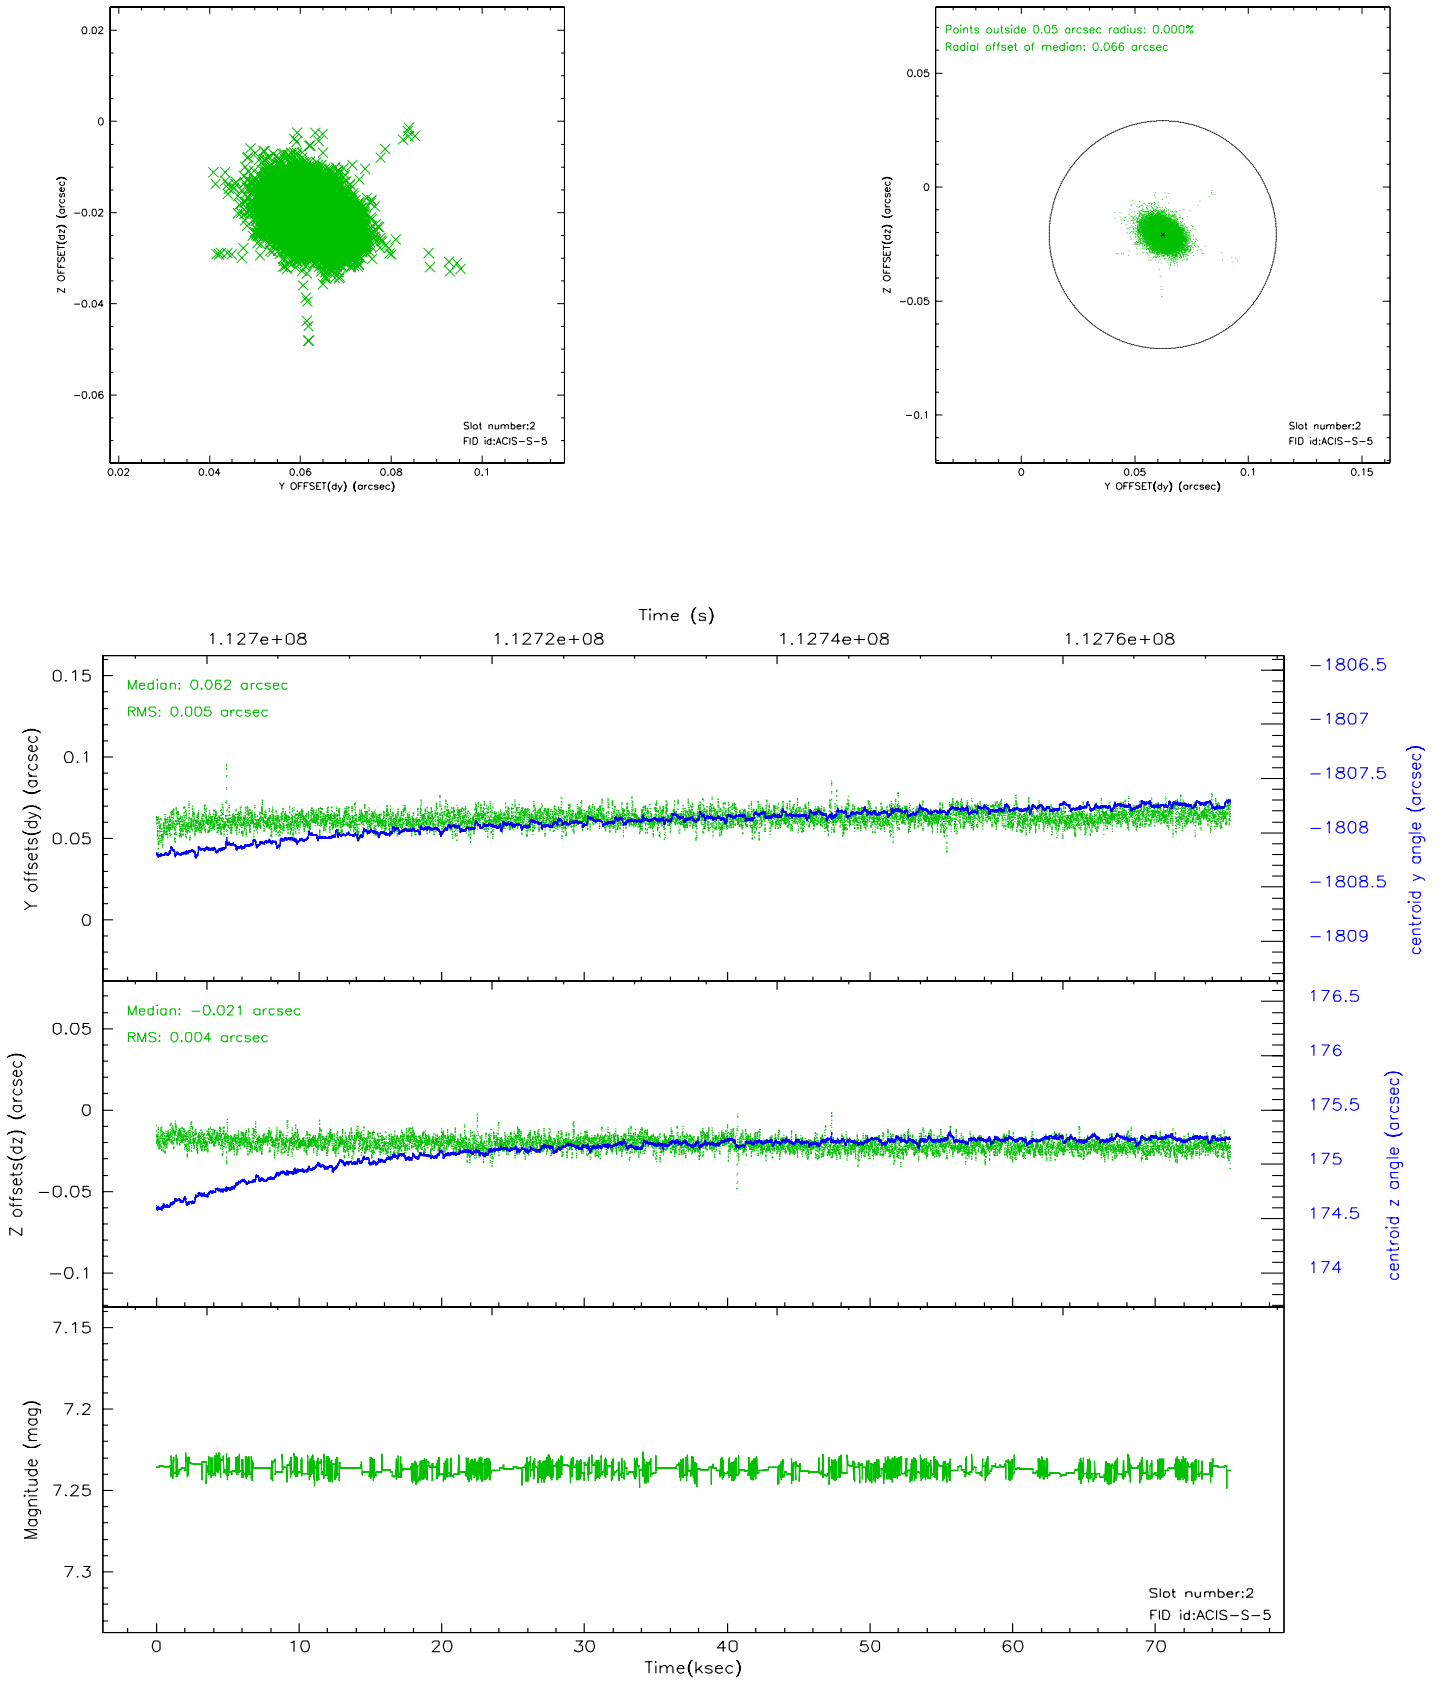 0.02
0
-0.02
-0.04
-0.06
Z OFFSET(dz) (arcsec)
Slot number:2
FID id:ACIS-S-5
0.02 0.04 0.06 0.08 0.1
Y OFFSET(dy) (arcsec)
Points outside 0.05 arcsec radius: 0.000%
Radial offset of median: 0.066 arcsec
0.05
0
-0.05
-0.1
Z OFFSET(dz) (arcsec)
Slot number:2
FID id:ACIS-S-5
0 0.05 0.1 0.15
Y OFFSET(dy) (arcsec)
Time (s)
1.127e+08 1.1272e+08 1.1274e+08 1.1276e+08
Median: 0.062 arcsec
RMS: 0.005 arcsec
0.15
0.1
0.05
0
Y offsets(dy) (arcsec)
-1806.5
-1807
-1807.5
-1808
-1808.5
-1809
centroid y angle (arcsec)
Median: -0.021 arcsec
RMS: 0.004 arcsec
0.05
0
-0.05
-0.1
Z offsets(dz) (arcsec)
176.5
176
175.5
175
174.5
174
centroid z angle (arcsec)
7.15
7.2
7.25
7.3
Magnitude (mag)
Slot number:2
FID id:ACIS-S-5
0 10 20 30 40 50 60 70
Time(ksec)